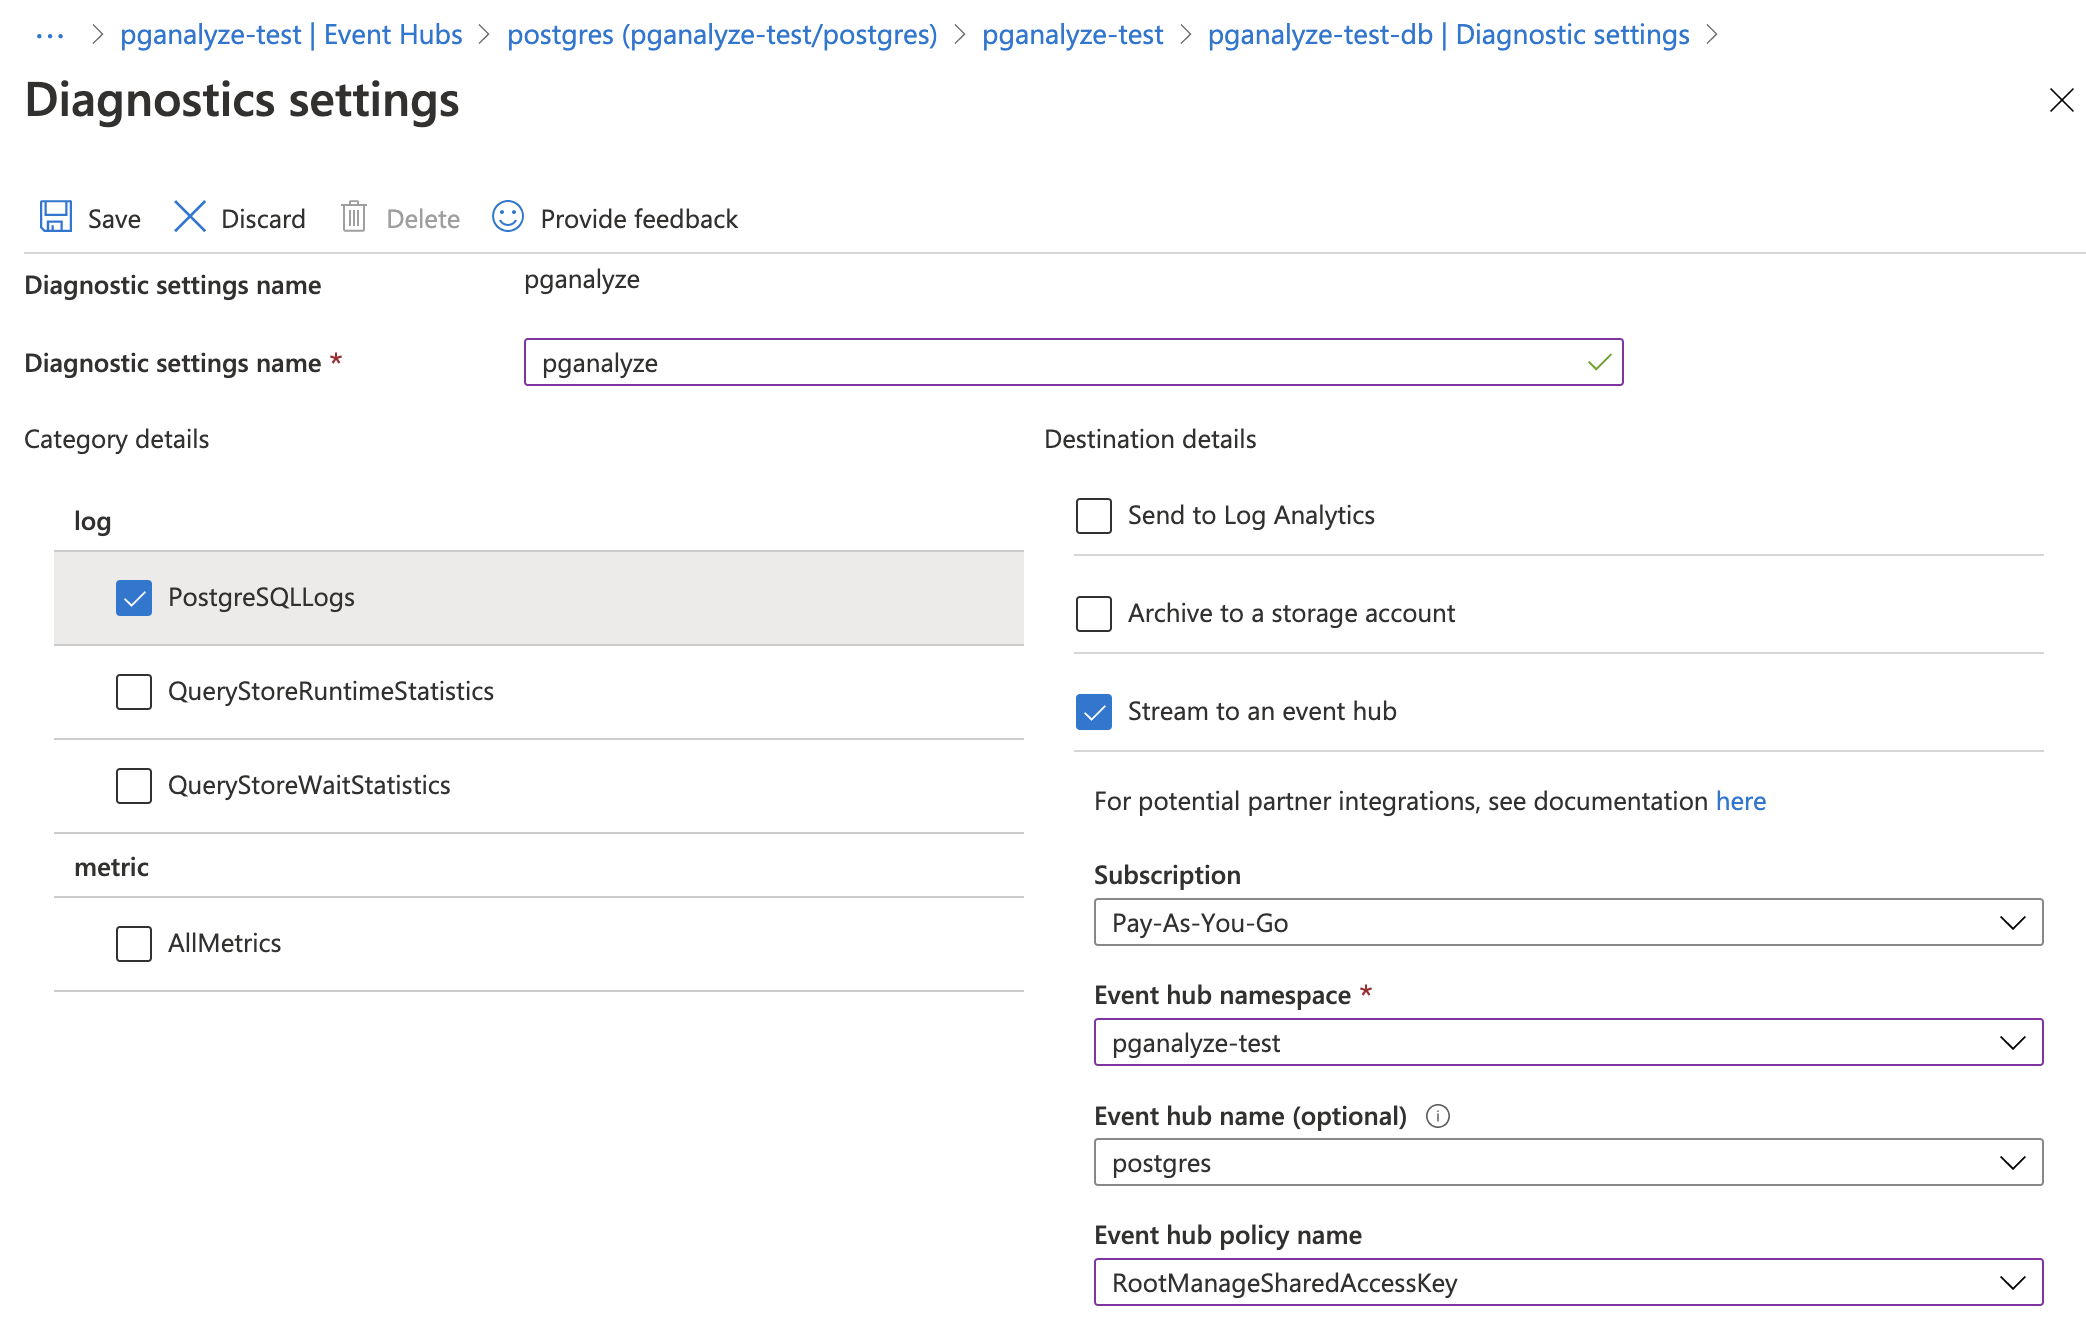 ... > pganalyze-test | Event Hubs > postgres (pganalyze-test/postgres) > pganalyze-test > pganalyze-test-db | Diagnostic settings >
Diagnostics settings
Save Discard Delete Provide feedback
Diagnostic settings name pganalyze
Diagnostic settings name * pganalyze
Category details
log
PostgreSQLLogs
QueryStoreRuntimeStatistics
QueryStoreWaitStatistics
metric
AllMetrics
Destination details
Send to Log Analytics
Archive to a storage account
Stream to an event hub
For potential partner integrations, see documentation here
Subscription
Pay-As-You-Go
Event hub namespace *
pganalyze-test
Event hub name (optional)
postgres
Event hub policy name
RootManageSharedAccessKey